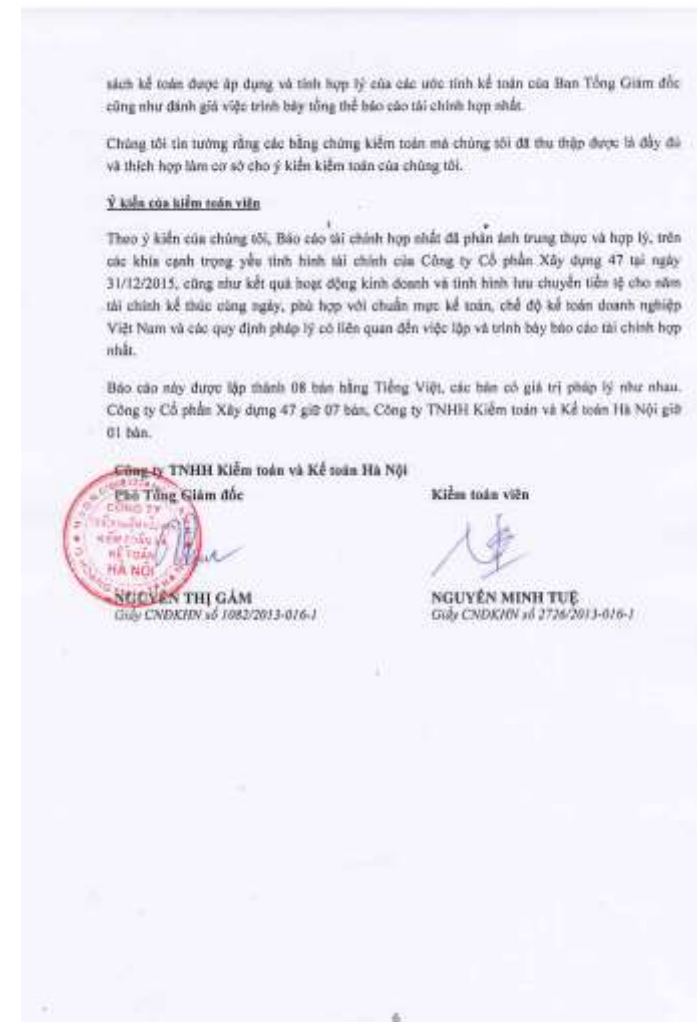 sách kế toán được áp dụng và tính hợp lý của các ước tính kế toán của Ban Tổng Giám đốc
cũng như đánh giá việc trình bày tổng thể báo cáo tài chính hợp nhất.
Chúng tôi tin tưởng rằng các bằng chứng kiểm toán mà chúng tôi đã thu thập được là đầy đủ
và thích hợp làm cơ sở cho ý kiến kiểm toán của chúng tôi.
Ý kiến của kiểm toán viên
Theo ý kiến của chúng tôi, Báo cáo tài chính hợp nhất đã phản ánh trung thực và hợp lý, trên
các khía cạnh trọng yếu tình hình tài chính của Công ty Cổ phần Xây dựng 47 tại ngày
31/12/2015, cũng như kết quả hoạt động kinh doanh và tình hình lưu chuyển tiền tệ cho năm
tài chính kế thúc cùng ngày, phù hợp với chuẩn mực kế toán, chế độ kế toán doanh nghiệp
Việt Nam và các quy định pháp lý có liên quan đến việc lập và trình bày báo cáo tài chính hợp
nhất.
Báo cáo này được lập thành 08 bản bằng Tiếng Việt, các bản có giá trị pháp lý như nhau.
Công ty Cổ phần Xây dựng 47 giữ 07 bản, Công ty TNHH Kiểm toán và Kế toán Hà Nội giữ
01 bản.
Công ty TNHH Kiểm toán và Kế toán Hà Nội
Phó Tổng Giám đốc Kiểm toán viên
CÔNG TY
KIỂM TOÁN VÀ
KẾ TOÁN
HÀ NỘI
NGUYỄN THỊ GẤM NGUYỄN MINH TUỆ
Giấy CNĐKHN số 1082/2013-016-1 Giấy CNĐKHN số 2726/2013-016-1
6